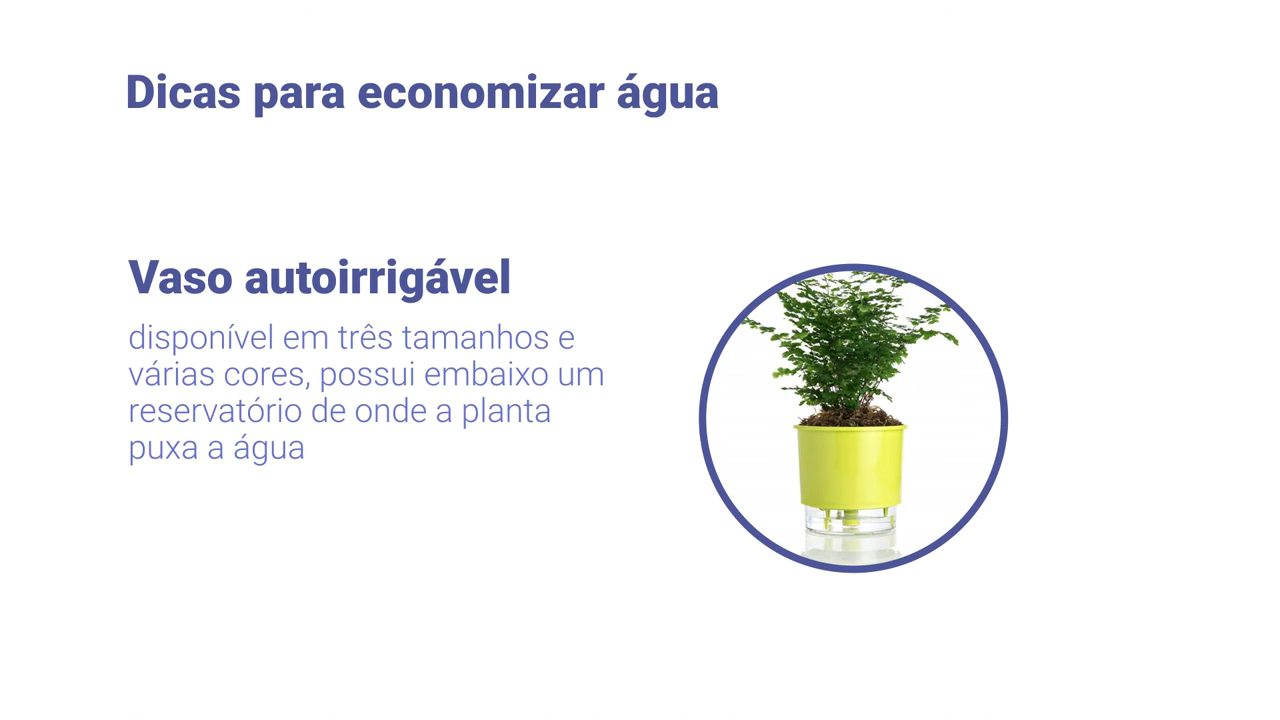 Dicas para economizar água
Vaso autoirrigável
disponível em três tamanhos e
várias cores, possui embaixo um
reservatório de onde a planta
puxa a água